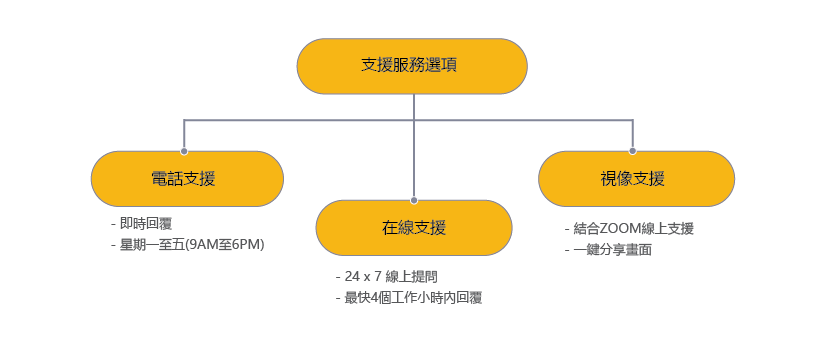 支援服務選項
電話支援
- 即時回覆
- 星期一至五(9AM至6PM)
在線支援
- 24 x 7 線上提問
- 最快4個工作小時內回覆
視像支援
- 結合ZOOM線上支援
- 一鍵分享畫面